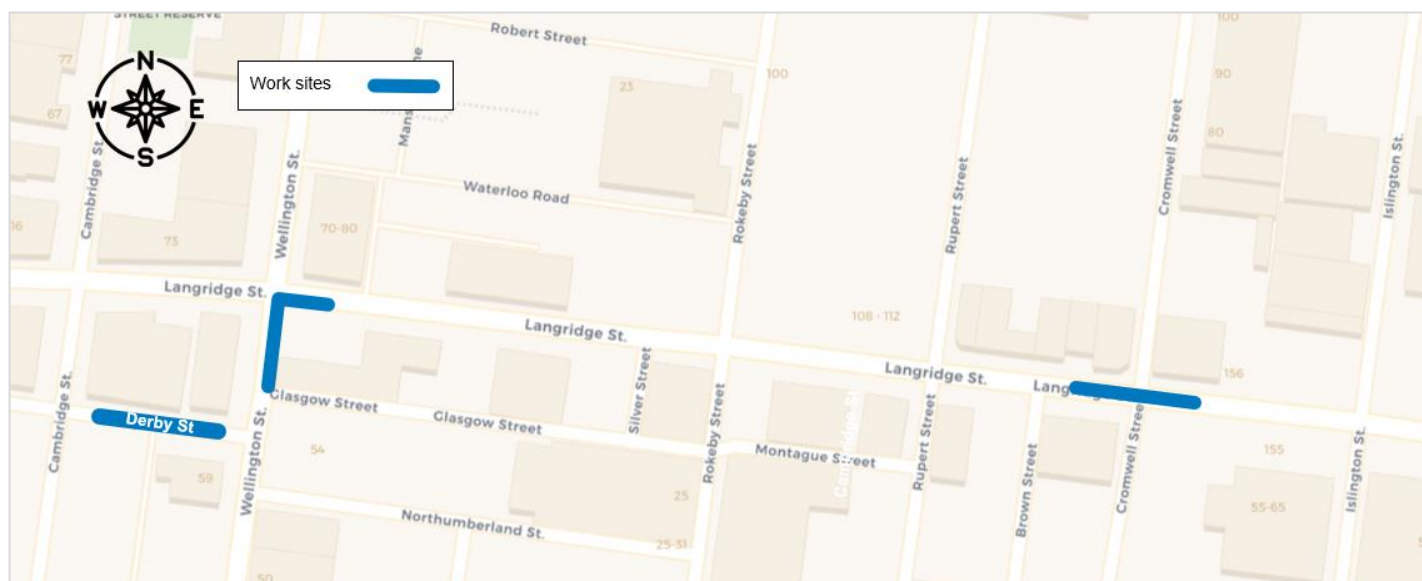 STREET RESERVE
Robert Street
N
W
E
S
Work sites
77
67
23
100
100
90
80
Cambridge St.
Wellington St.
Waterloo Road
Rokeby Street
Rupert Street
Cromwell Street
Islington St.
16
73
70-80
Langridge St.
Langridge St.
108 - 112
Langridge St.
156
Silver Street
Glasgow Street
Glasgow Street
Derby St
Cambridge St.
Wellington St.
54
59
Rokeby Street
Montague Street
Rupert Street
Brown Street
Cromwell Street
155
55-65
Islington St.
25
Northumberland St.
25-31
50